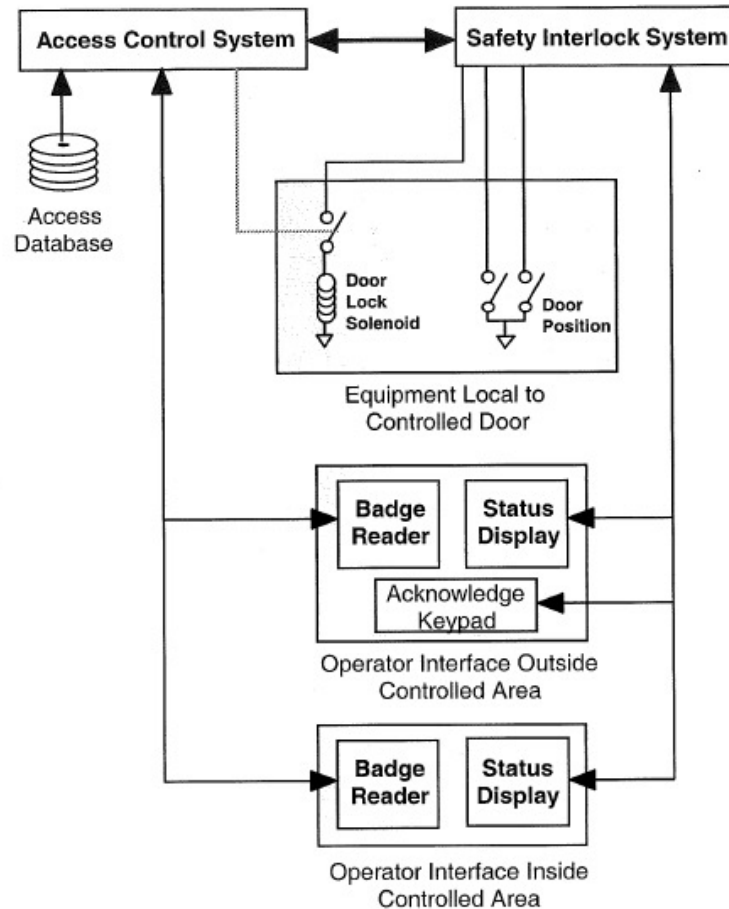 Access Control System
Safety Interlock System
Access
Database
Door
Lock
Solenoid
Door
Position
Equipment Local to
Controlled Door
Badge
Reader
Status
Display
Acknowledge
Keypad
Operator Interface Outside
Controlled Area
Badge
Reader
Status
Display
Operator Interface Inside
Controlled Area